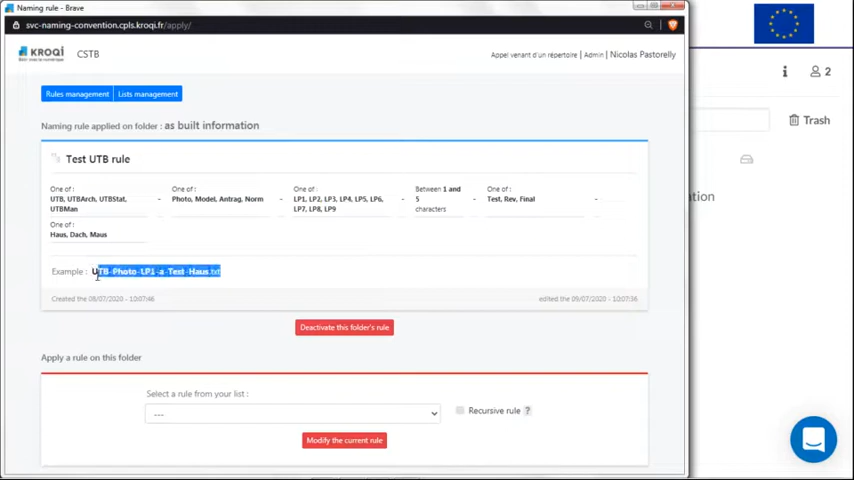 Naming rule - Brave
svc-naming-convention.cpls.kroqi.fr/apply/
KROQI
CSTB
Appel venant d'un répertoire | Admin | Nicolas Pastorelly
Rules management
Lists management
Naming rule applied on folder : as built information
Test UTB rule
One of :
UTB, UTBArch, UTBStat,
UTBMan
-
One of :
Photo, Model, Antrag, Norm
-
One of :
LP1, LP2, LP3, LP4, LP5, LP6,
LP7, LP8, LP9
-
Between 1 and
5
characters
-
One of :
Test, Rev, Final
-
One of :
Haus, Dach, Maus
Example : UTB-Photo-LP1-a-Test-Haus.txt
Created the 08/07/2020 - 10:07:46
edited the 09/07/2020 - 10:07:36
Deactivate this folder's rule
Apply a rule on this folder
Select a rule from your list :
---
Recursive rule ?
Modify the current rule
2
Trash